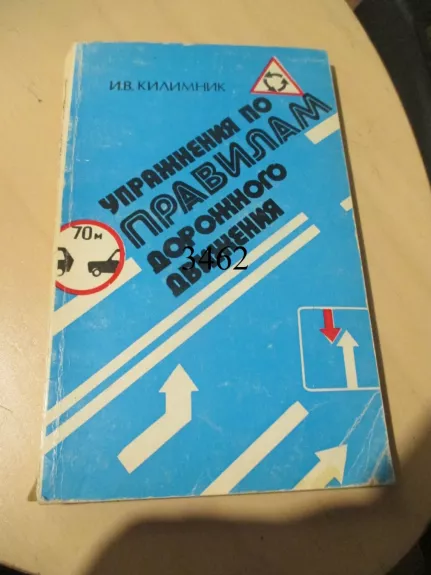 И.В. КИЛИМНИК
УПРАЖНЕНИЯ ПО
ПРАВИЛАМ
ДОРОЖНОГО
ДВИЖЕНИЯ
70м
3462